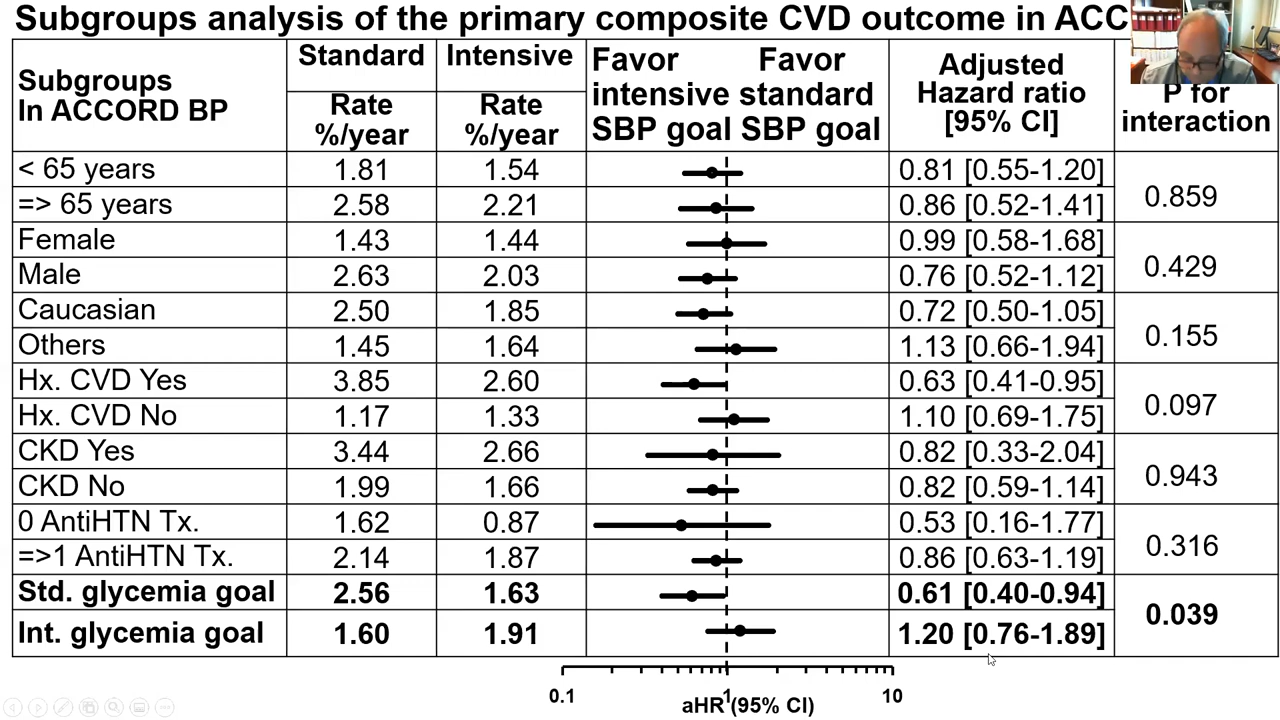 Subgroups analysis of the primary composite CVD outcome in ACC
Subgroups
In ACCORD BP
Standard
Intensive
Rate
%/year
Rate
%/year
Favor Favor
intensive standard
SBP goal SBP goal
Adjusted
Hazard ratio
[95% CI]
P for
interaction
< 65 years 1.81 1.54 0.81 [0.55-1.20]
=> 65 years 2.58 2.21 0.86 [0.52-1.41]
0.859
Female 1.43 1.44 0.99 [0.58-1.68]
Male 2.63 2.03 0.76 [0.52-1.12]
0.429
Caucasian 2.50 1.85 0.72 [0.50-1.05]
Others 1.45 1.64 1.13 [0.66-1.94]
0.155
Hx. CVD Yes 3.85 2.60 0.63 [0.41-0.95]
Hx. CVD No 1.17 1.33 1.10 [0.69-1.75]
0.097
CKD Yes 3.44 2.66 0.82 [0.33-2.04]
CKD No 1.99 1.66 0.82 [0.59-1.14]
0.943
0 AntiHTN Tx. 1.62 0.87 0.53 [0.16-1.77]
=>1 AntiHTN Tx. 2.14 1.87 0.86 [0.63-1.19]
0.316
Std. glycemia goal 2.56 1.63 0.61 [0.40-0.94]
Int. glycemia goal 1.60 1.91 1.20 [0.76-1.89]
0.039
0.1 1 10
aHR (95% CI)